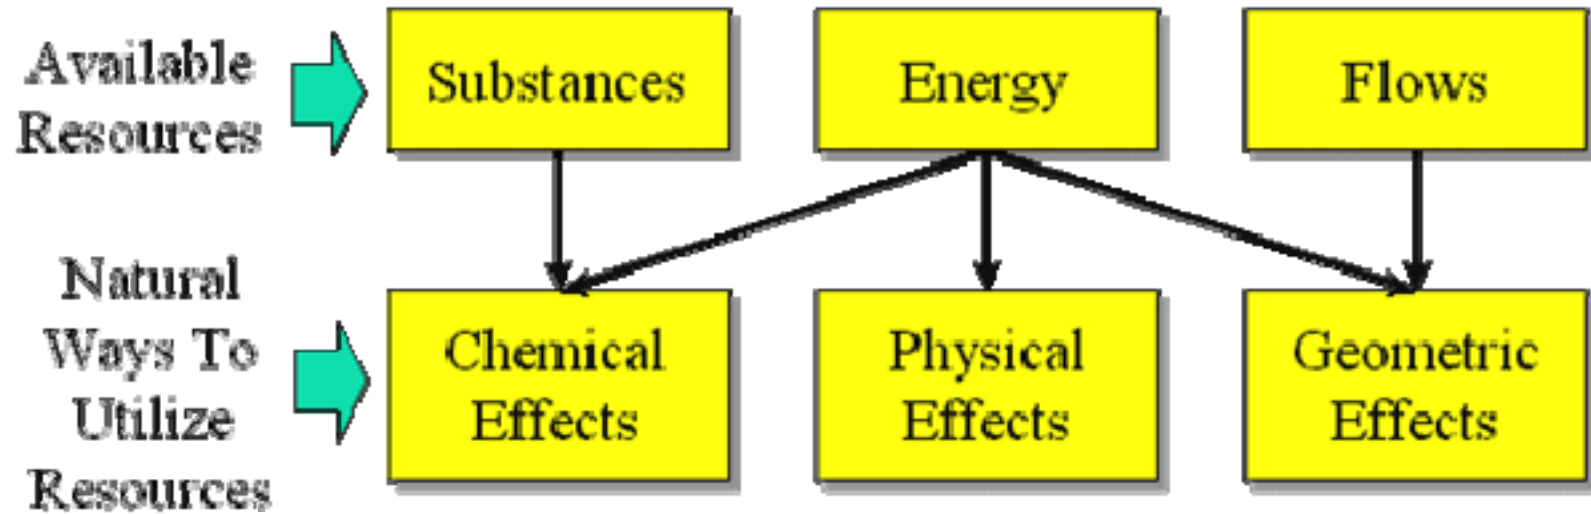 Available
Resources
Substances
Energy
Flows
Natural
Ways To
Utilize
Resources
Chemical
Effects
Physical
Effects
Geometric
Effects